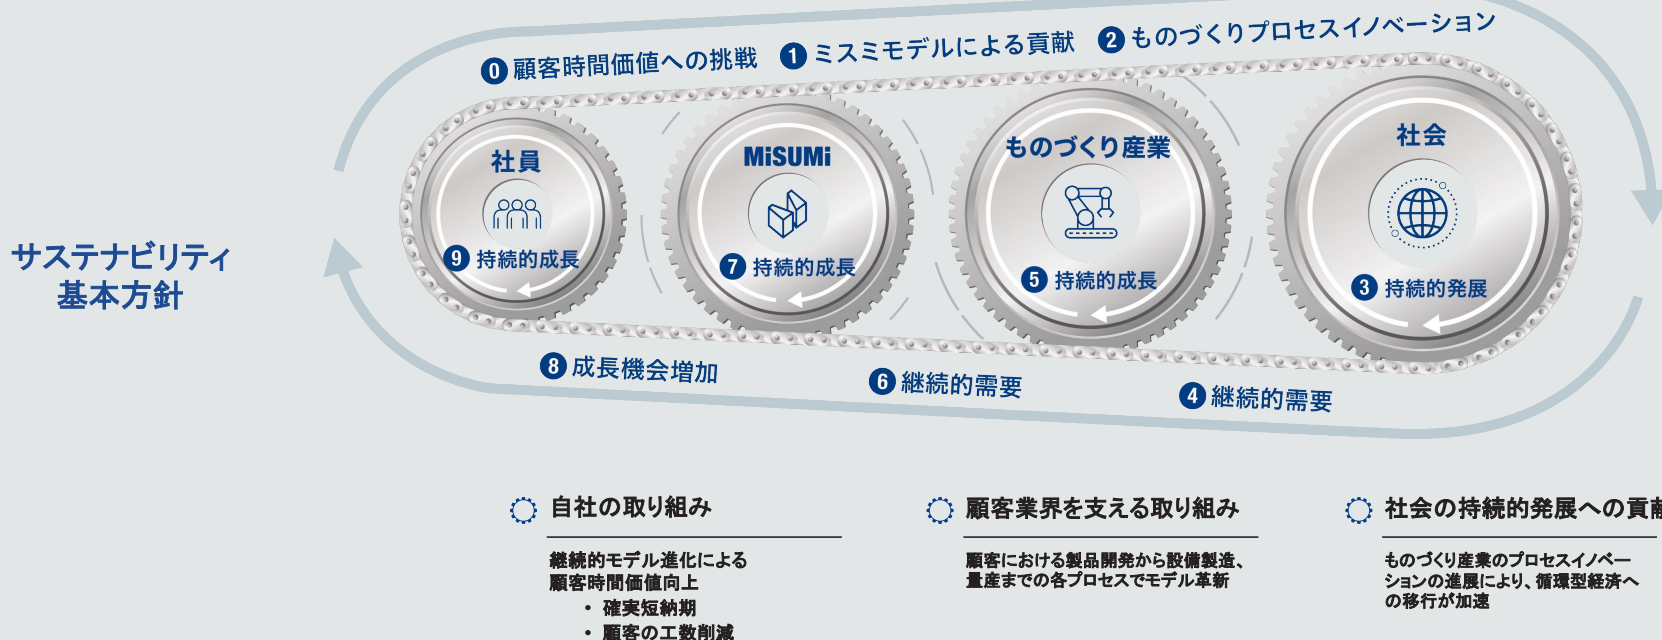 0 顧客時間価値への挑戦 1 ミスミモデルによる貢献 2 ものづくりプロセスイノベーション
社員
MiSUMi
ものづくり産業
社会
9 持続的成長
7 持続的成長
5 持続的成長
3 持続的発展
サステナビリティ
基本方針
8 成長機会増加
6 継続的需要
4 継続的需要
自社の取り組み
継続的モデル進化による
顧客時間価値向上
・ 確実短納期
・ 顧客の工数削減
顧客業界を支える取り組み
顧客における製品開発から設備製造、
量産までの各プロセスでモデル革新
社会の持続的発展への貢献
ものづくり産業のプロセスイノベー
ションの進展により、循環型経済へ
の移行が加速